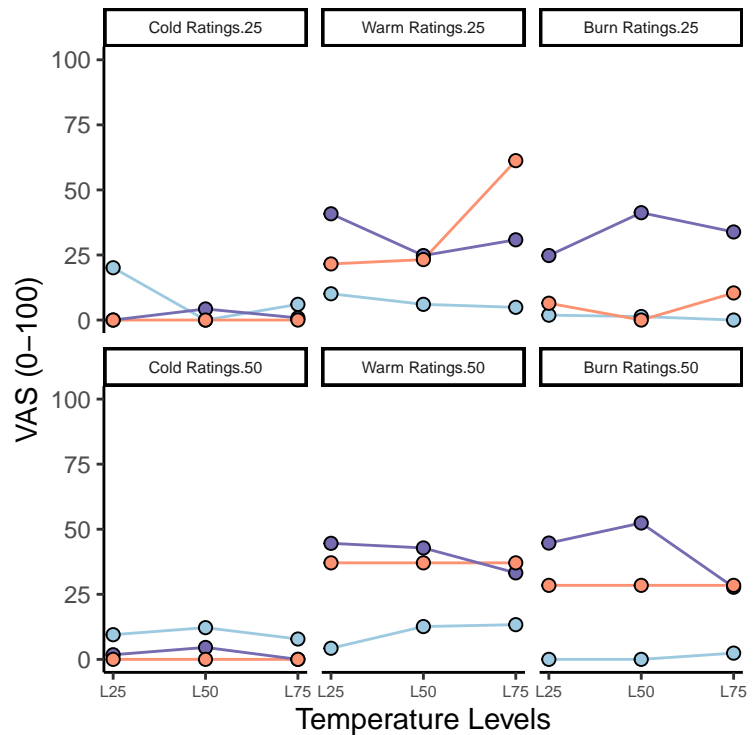 Cold Ratings.25 Warm Ratings.25 Burn Ratings.25
100
75
50
25
0
Cold Ratings.50 Warm Ratings.50 Burn Ratings.50
100
75
50
25
0
VAS (0−100)
L25 L50 L75 L25 L50 L75 L25 L50 L75
Temperature Levels